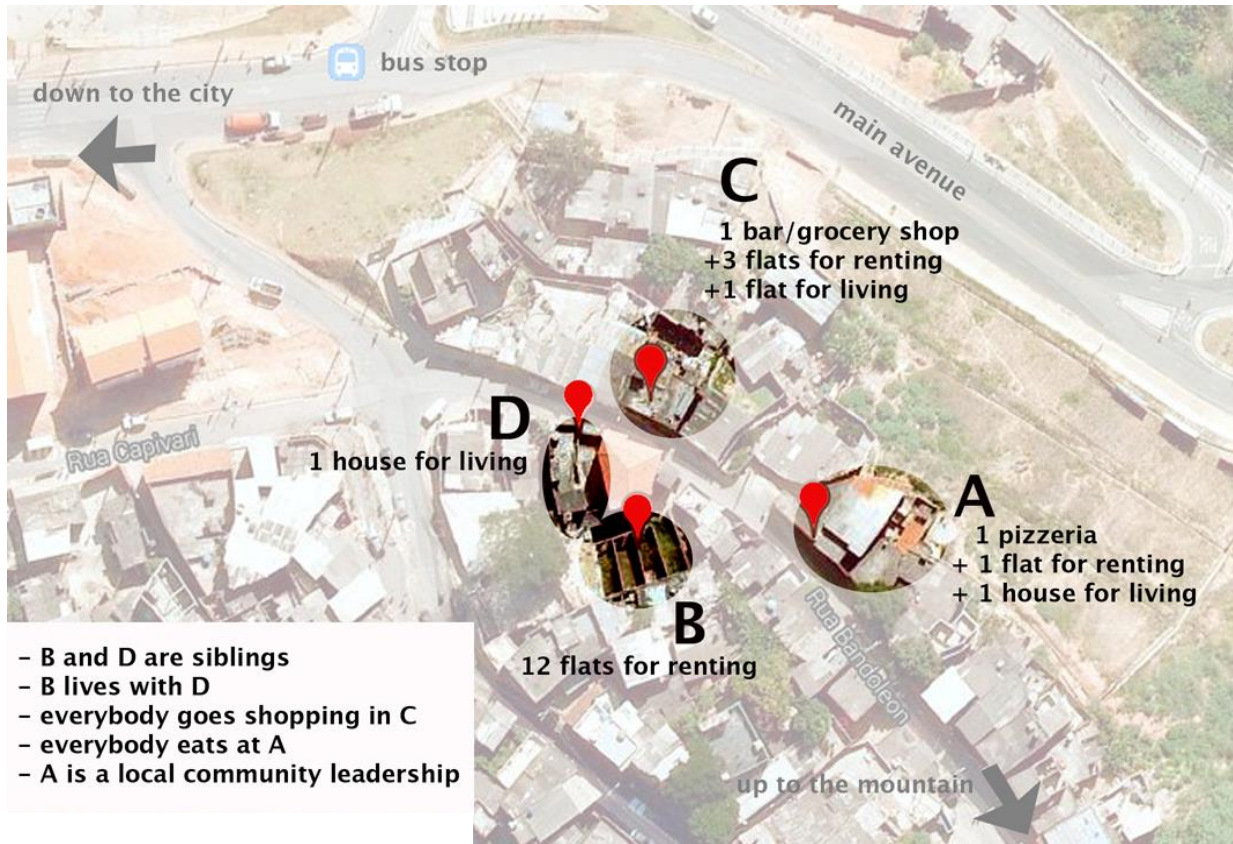 bus stop
down to the city
main avenue
C
1 bar/grocery shop
+3 flats for renting
+1 flat for living
D
1 house for living
Rua Capivari
A
1 pizzeria
+ 1 flat for renting
+ 1 house for living
B
12 flats for renting
Rua Bandoleon
- B and D are siblings
- B lives with D
- everybody goes shopping in C
- everybody eats at A
- A is a local community leadership
up to the mountain